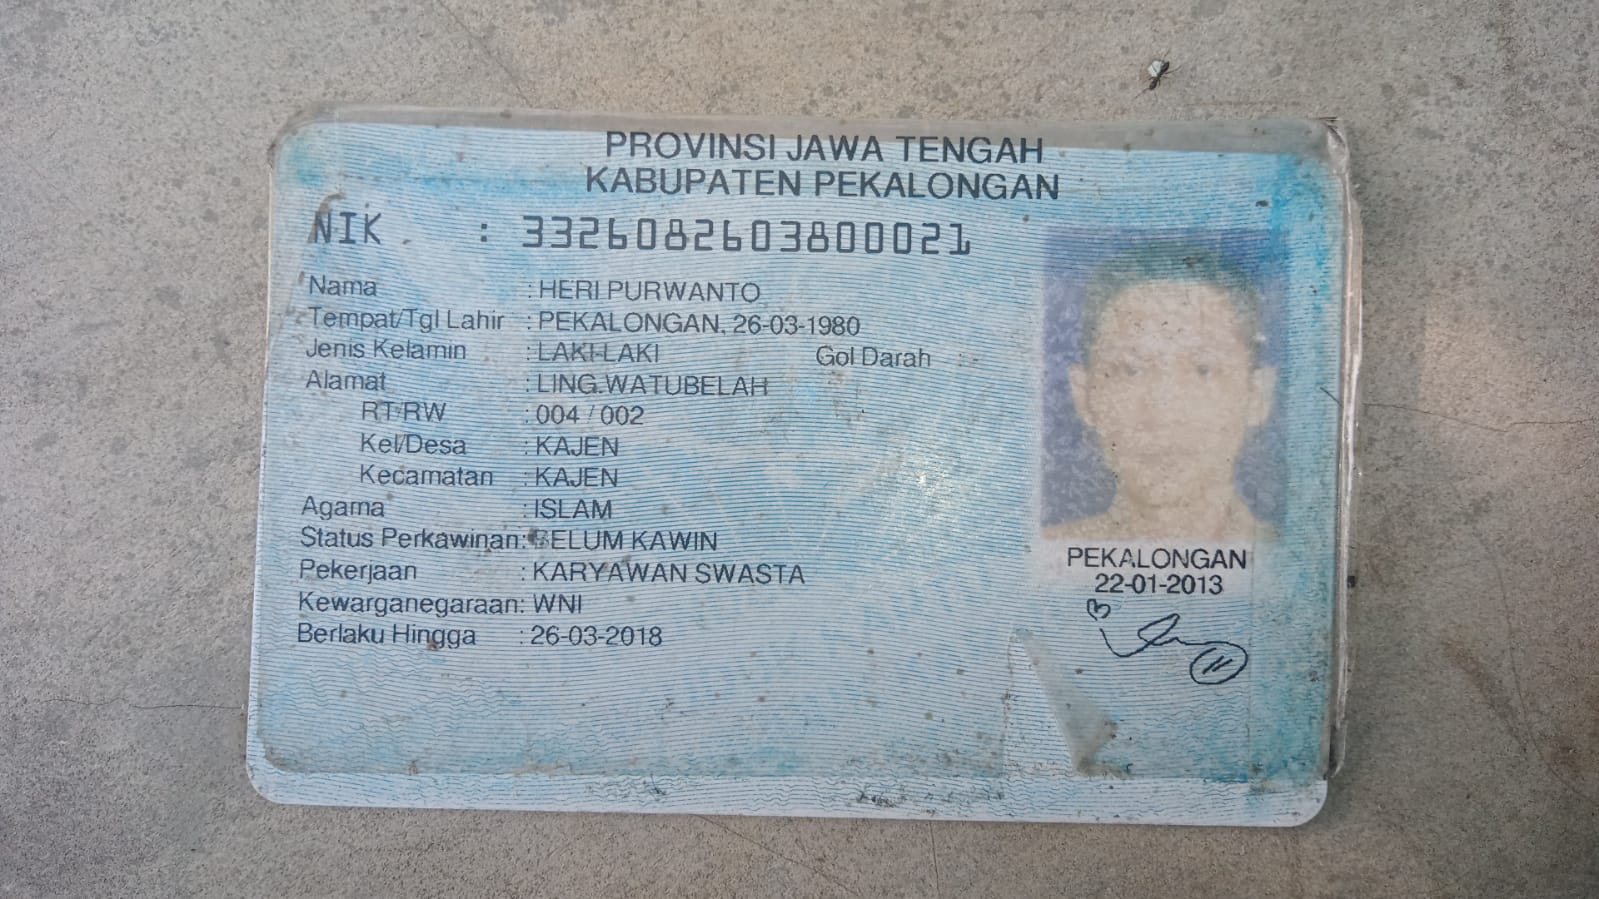 PROVINSI JAWA TENGAH
KABUPATEN PEKALONGAN
NIK : 3326082603800021
Nama : HERI PURWANTO
Tempat/Tgl Lahir : PEKALONGAN, 26-03-1980
Jenis Kelamin : LAKI-LAKI Gol Darah : -
Alamat : LING.WATUBELAH
RT/RW : 004 / 002
Kel/Desa : KAJEN
Kecamatan : KAJEN
Agama : ISLAM
Status Perkawinan: BELUM KAWIN
Pekerjaan : KARYAWAN SWASTA
Kewarganegaraan: WNI
Berlaku Hingga : 26-03-2018
PEKALONGAN
22-01-2013